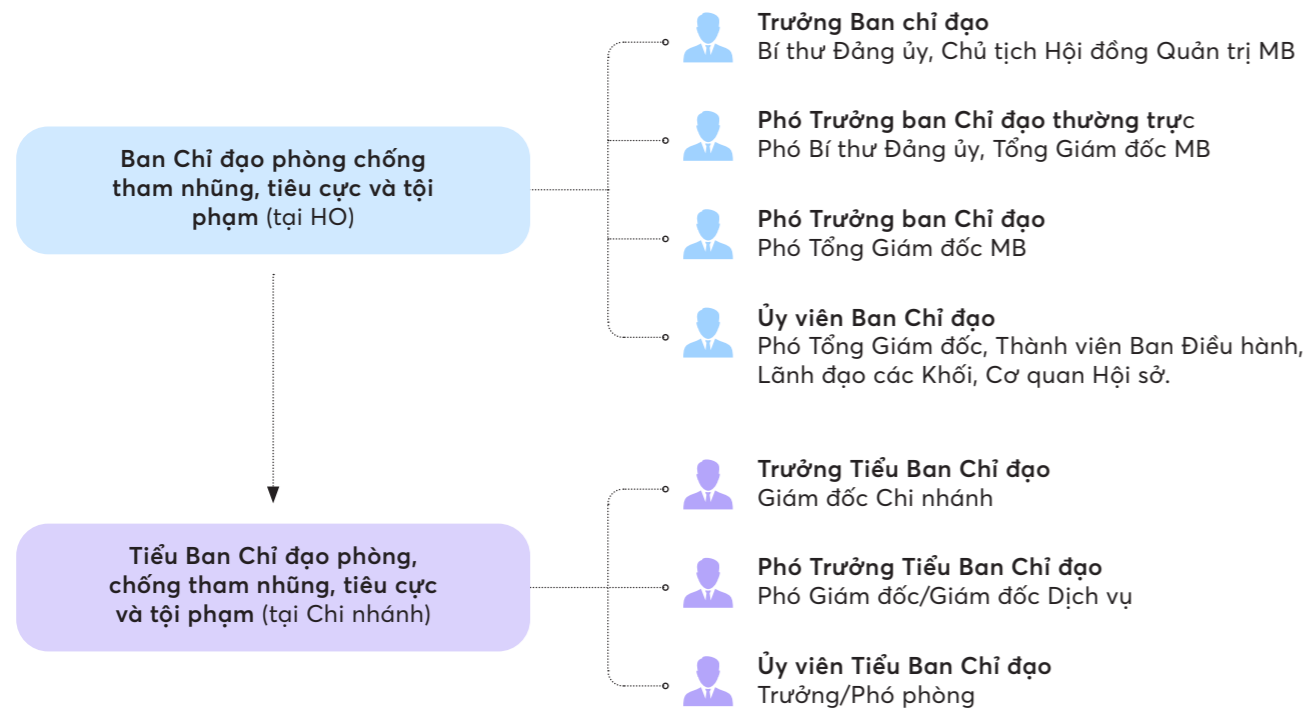 Trưởng Ban chỉ đạo
Bí thư Đảng ủy, Chủ tịch Hội đồng Quản trị MB
Phó Trưởng ban Chỉ đạo thường trực
Phó Bí thư Đảng ủy, Tổng Giám đốc MB
Ban Chỉ đạo phòng chống
tham nhũng, tiêu cực và tội
phạm (tại HO)
Phó Trưởng ban Chỉ đạo
Phó Tổng Giám đốc MB
Ủy viên Ban Chỉ đạo
Phó Tổng Giám đốc, Thành viên Ban Điều hành,
Lãnh đạo các Khối, Cơ quan Hội sở.
Trưởng Tiểu Ban Chỉ đạo
Giám đốc Chi nhánh
Tiểu Ban Chỉ đạo phòng,
chống tham nhũng, tiêu cực
và tội phạm (tại Chi nhánh)
Phó Trưởng Tiểu Ban Chỉ đạo
Phó Giám đốc/Giám đốc Dịch vụ
Ủy viên Tiểu Ban Chỉ đạo
Trưởng/Phó phòng